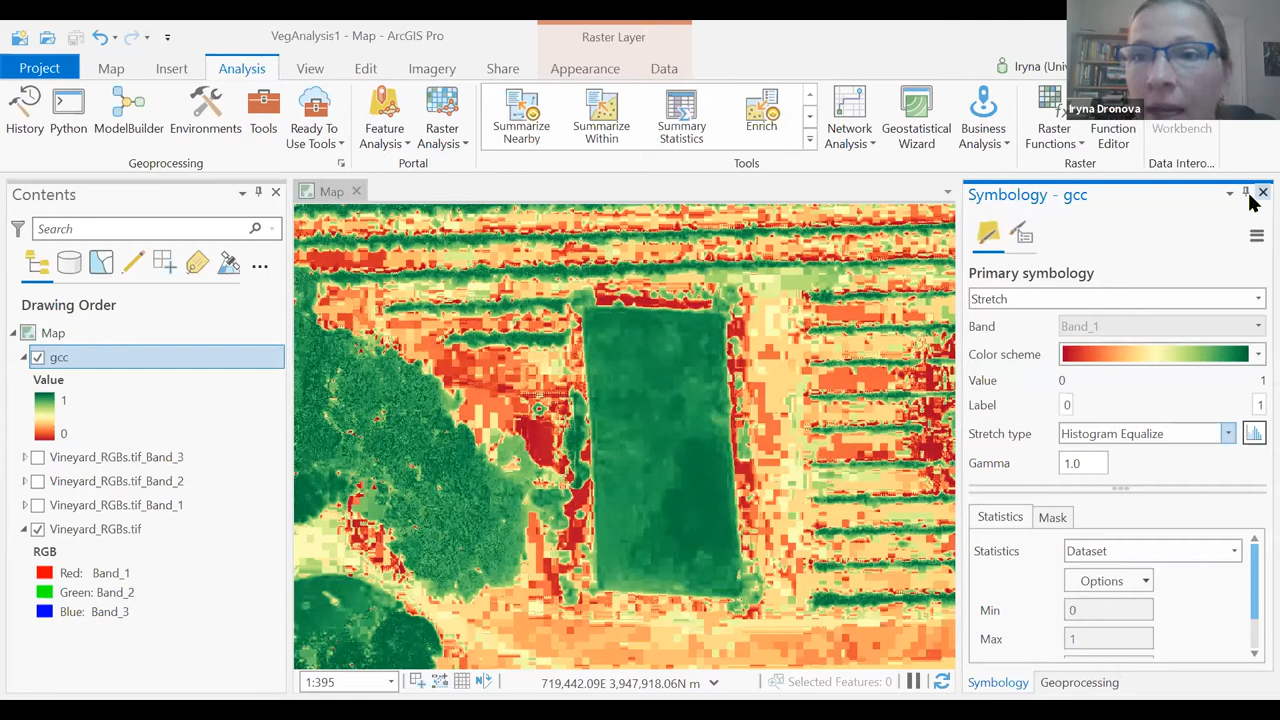 VegAnalysis1 - Map - ArcGIS Pro
Raster Layer
Project Map Insert Analysis View Edit Imagery Share Appearance Data
Iryna (Uni
Iryna Dronova
History Python ModelBuilder Environments Tools Ready To Use Tools
Feature Analysis Raster Analysis
Summarize Nearby Summarize Within Summary Statistics Enrich
Network Analysis Geostatistical Wizard Business Analysis
Raster Functions Function Editor Workbench
Geoprocessing Portal Tools Raster Data Intero...
Contents
Search
Drawing Order
Map
gcc
Value
1
0
Vineyard_RGBs.tif_Band_3
Vineyard_RGBs.tif_Band_2
Vineyard_RGBs.tif_Band_1
Vineyard_RGBs.tif
RGB
Red: Band_1
Green: Band_2
Blue: Band_3
Map
1:395
719,442.09E 3,947,918.06N m
Selected Features: 0
Symbology - gcc
Primary symbology
Stretch
Band Band_1
Color scheme
Value 0 1
Label 0 1
Stretch type Histogram Equalize
Gamma 1.0
Statistics Mask
Statistics Dataset
Options
Min 0
Max 1
Symbology Geoprocessing